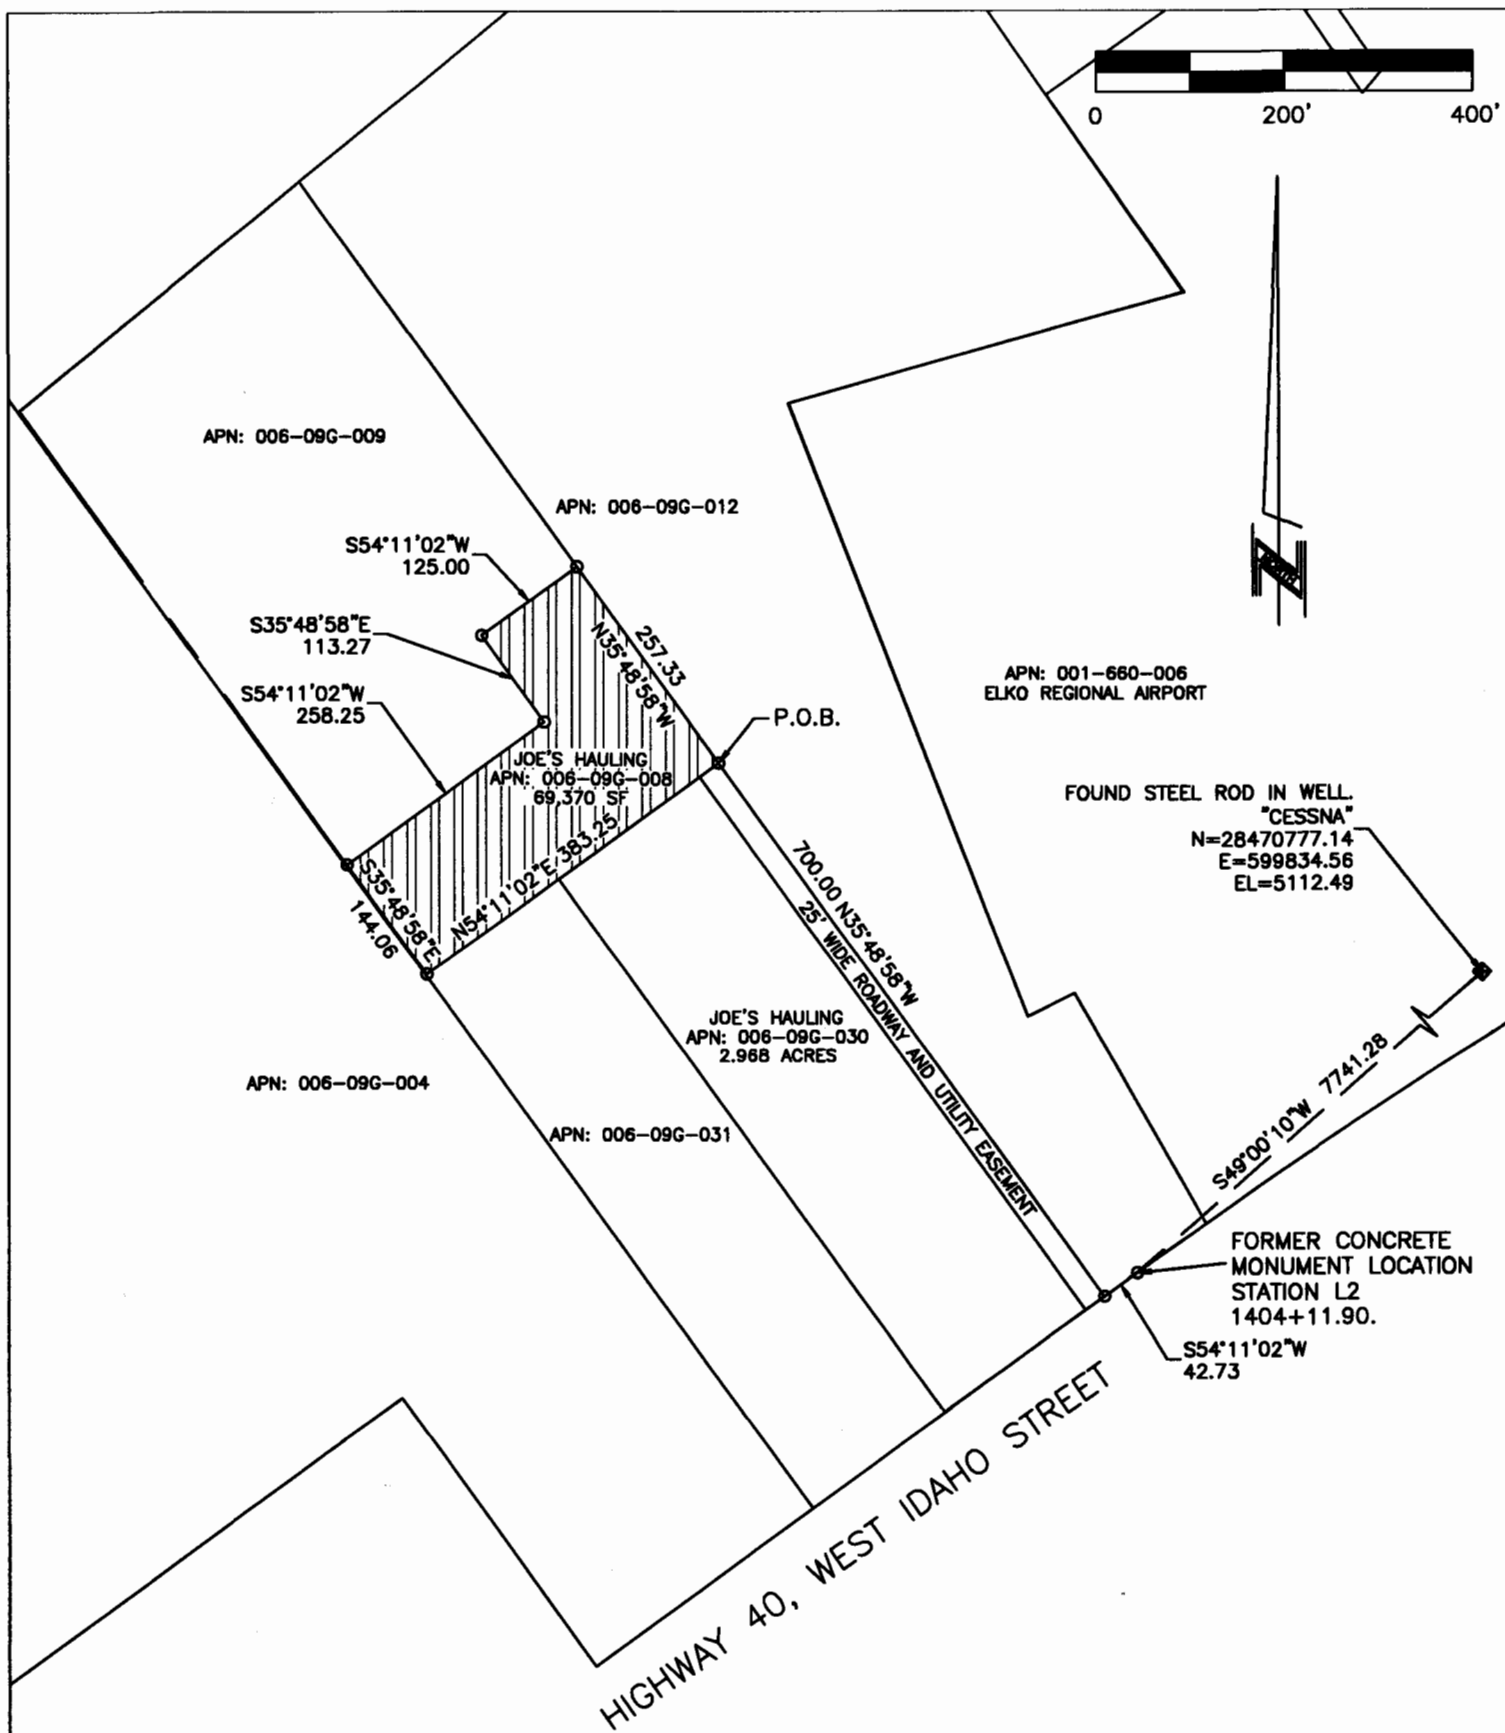 0 200' 400'
APN: 006-09G-009
APN: 006-09G-012
S54°11'02"W
125.00
S35°48'58"E
113.27
S54°11'02"W
258.25
257.33
N35°48'58"W
P.O.B.
JOE'S HAULING
APN: 006-09G-008
69,370 SF
N54°11'02"E 383.25
S35°48'58"E
144.06
APN: 001-660-006
ELKO REGIONAL AIRPORT
FOUND STEEL ROD IN WELL.
"CESSNA"
N=28470777.14
E=599834.56
EL=5112.49
700.00 N35°48'58"W
25' WIDE ROADWAY AND UTILITY EASEMENT
JOE'S HAULING
APN: 006-09G-030
2.968 ACRES
APN: 006-09G-004
APN: 006-09G-031
S49°00'10"W 7741.28
FORMER CONCRETE
MONUMENT LOCATION
STATION L2
1404+11.90.
S54°11'02"W
42.73
HIGHWAY 40, WEST IDAHO STREET